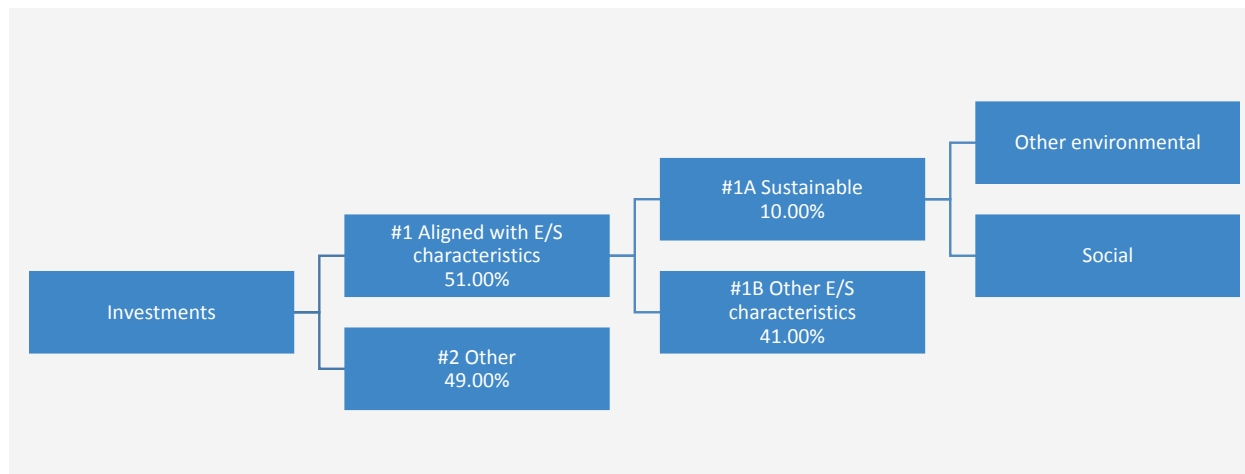 Investments
#1 Aligned with E/S
characteristics
51.00%
#2 Other
49.00%
#1A Sustainable
10.00%
#1B Other E/S
characteristics
41.00%
Other environmental
Social